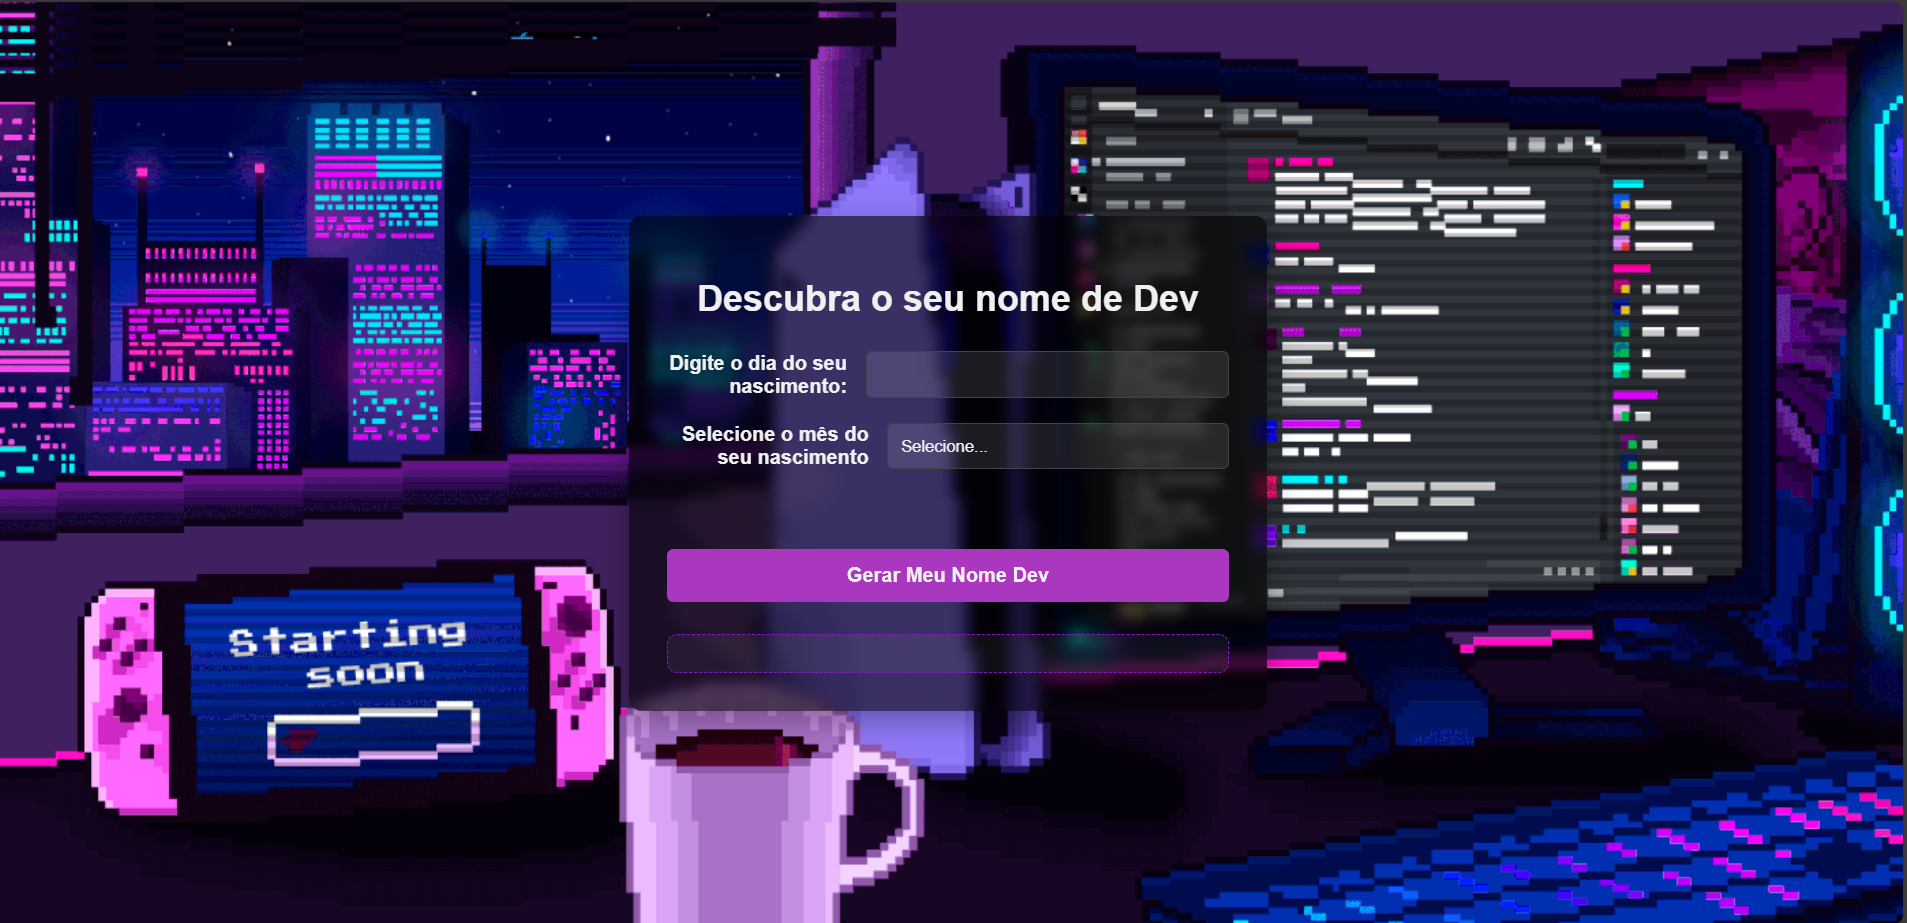 Descubra o seu nome de Dev
Digite o dia do seu
nascimento:
Selecione o mês do
seu nascimento
Selecione...
Gerar Meu Nome Dev
Starting
soon